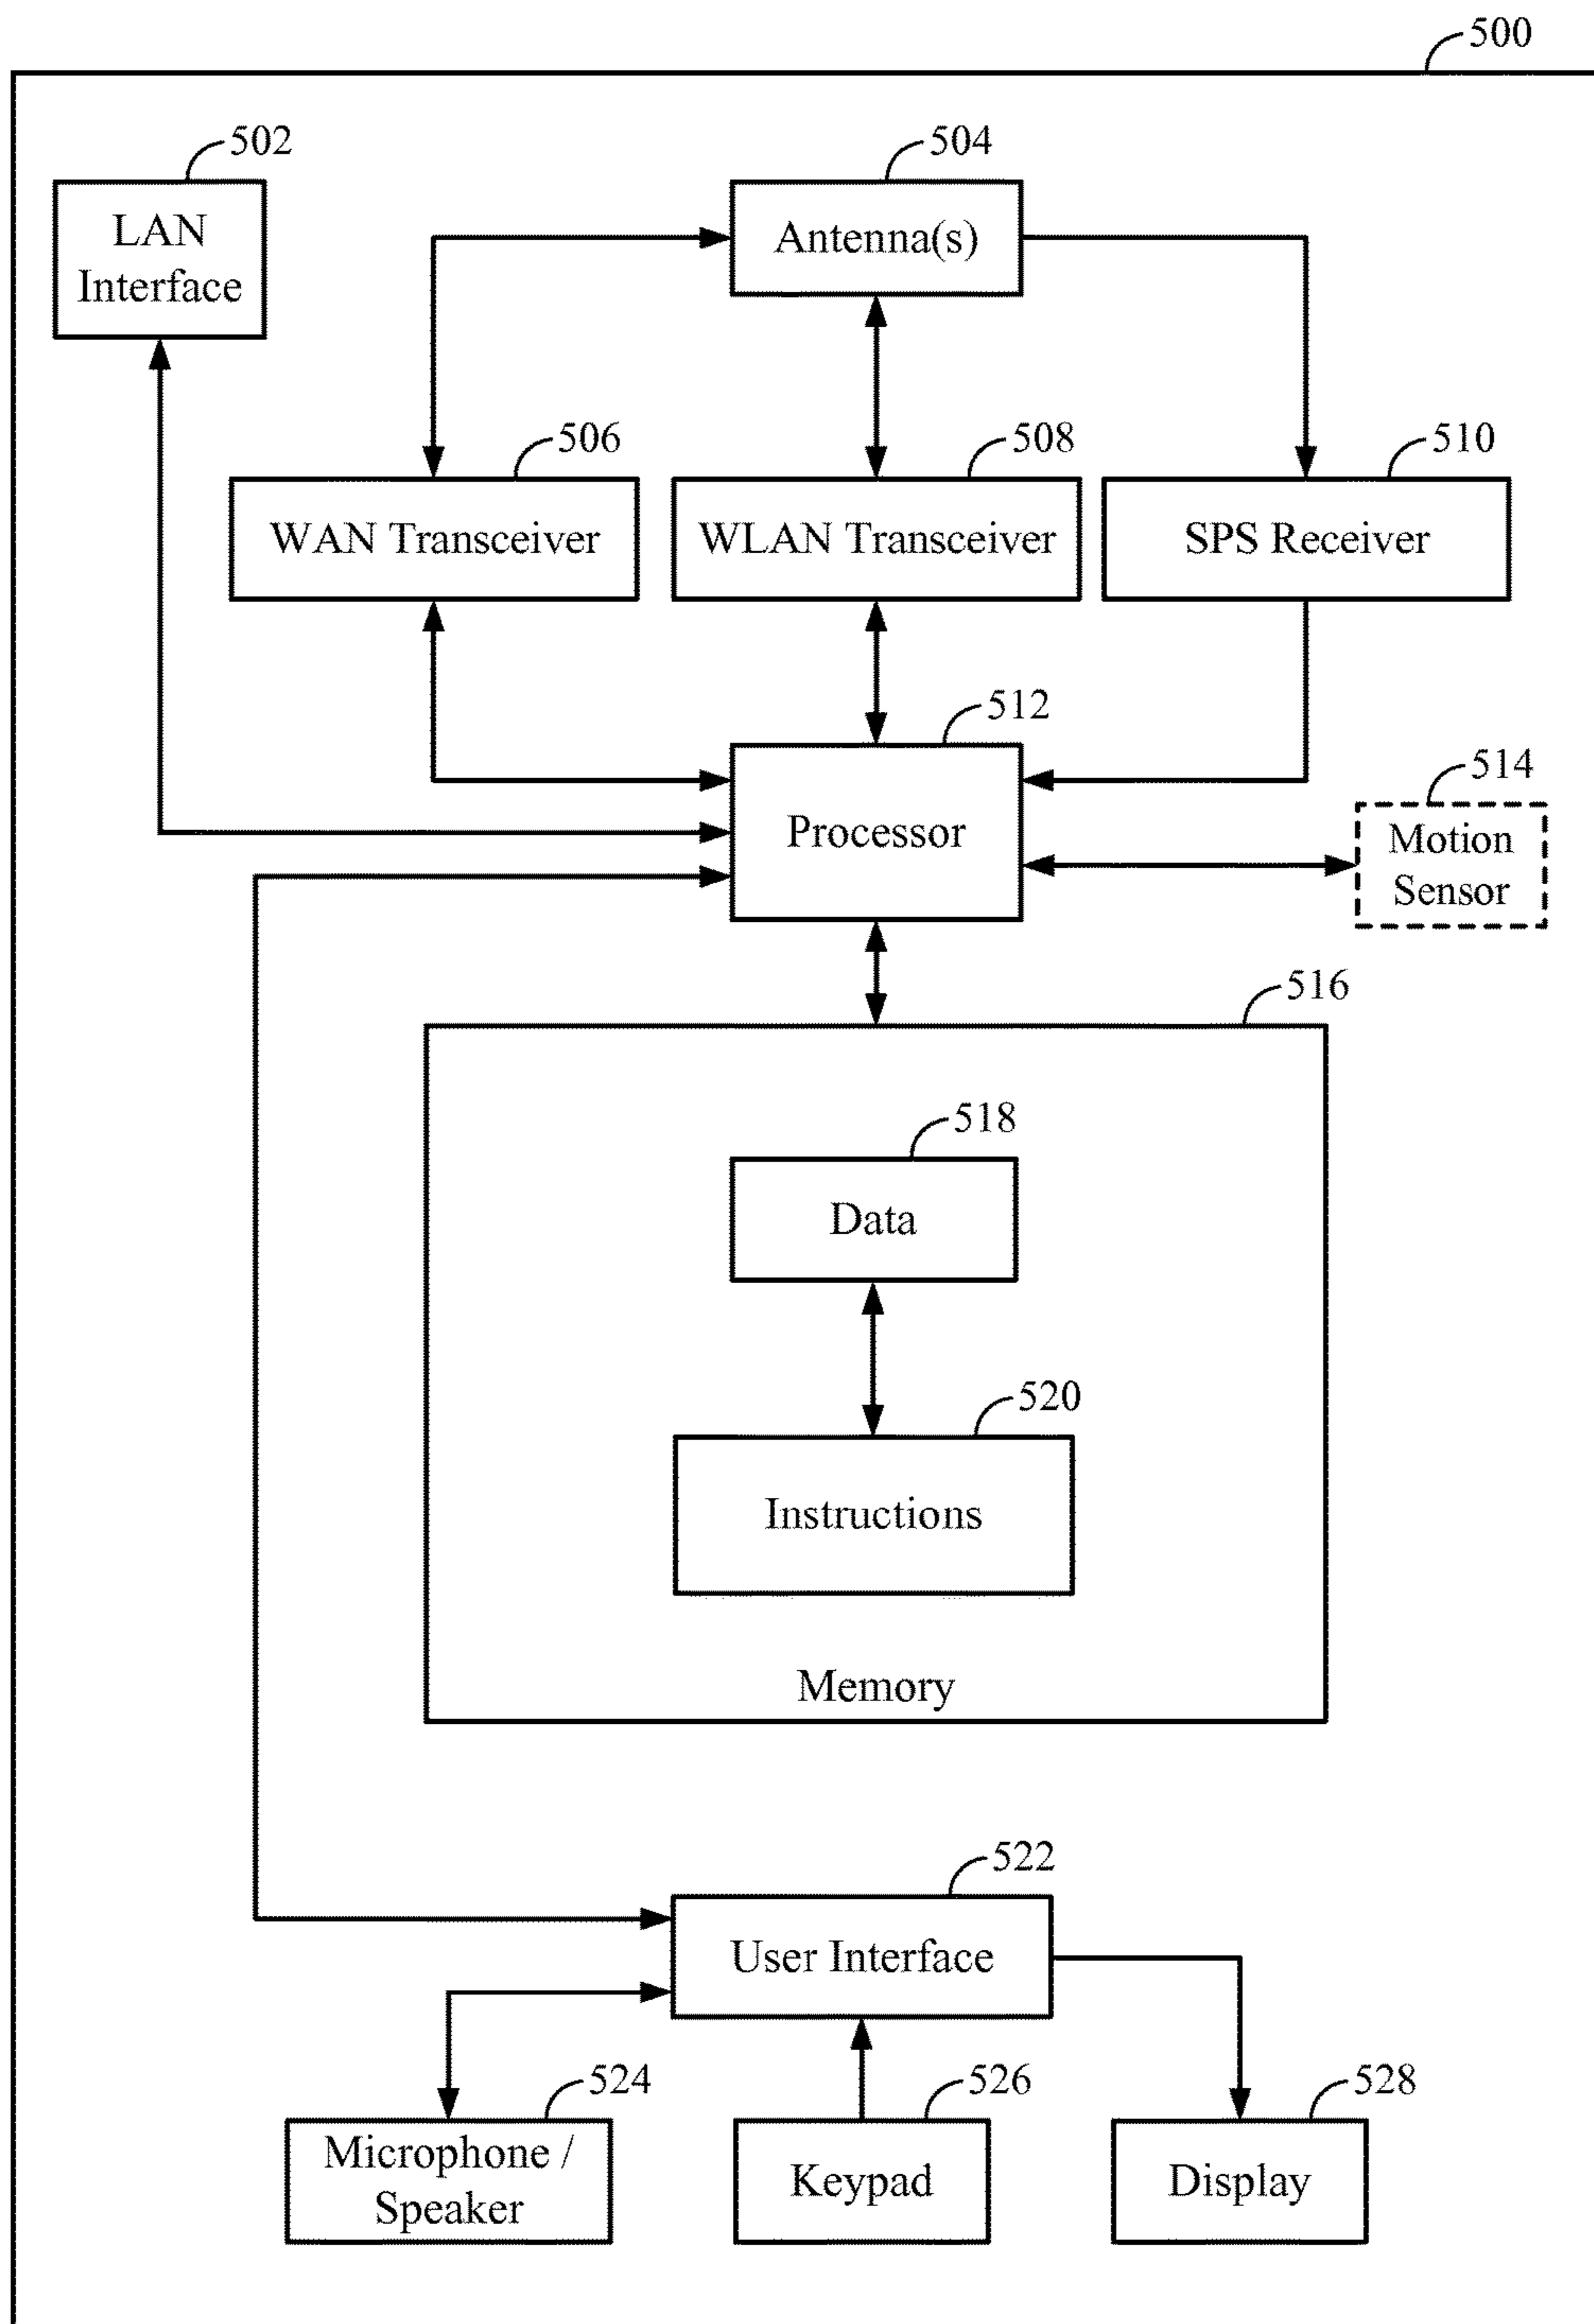 500
502
504
LAN
Interface
Antenna(s)
506
508
510
WAN Transceiver
WLAN Transceiver
SPS Receiver
512
514
Processor
Motion
Sensor
516
518
Data
520
Instructions
Memory
522
User Interface
524
526
528
Microphone /
Speaker
Keypad
Display